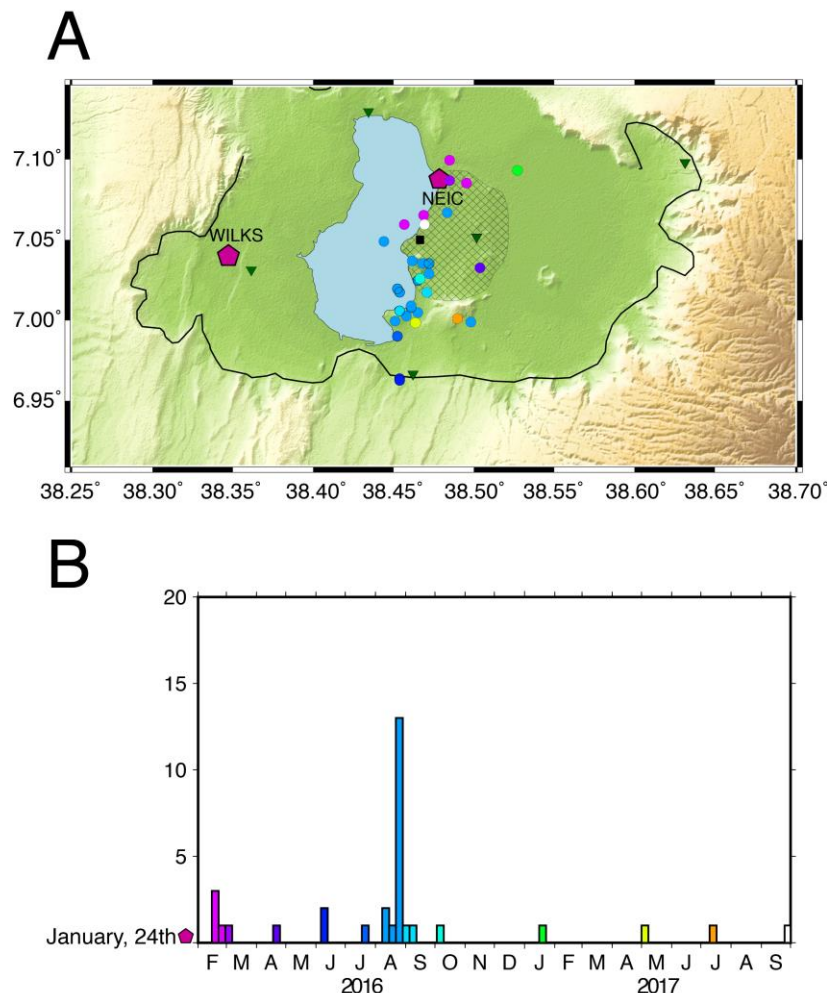 A
7.10°
7.05°
7.00°
6.95°
NEIC
WILKS
38.25° 38.30° 38.35° 38.40° 38.45° 38.50° 38.55° 38.60° 38.65° 38.70°
B
20
15
10
5
January, 24th
F M A M J J A S O N D J F M A M J J A S
2016 2017